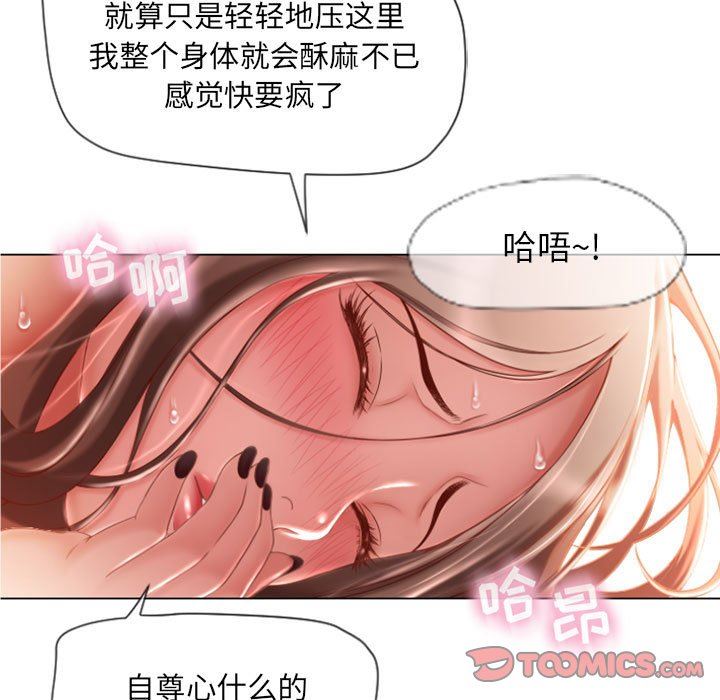 就算只是轻轻地压这里
我整个身体就会酥麻不已
感觉快要疯了
哈唔~!
哈啊
哈昂
自尊心什么的
TOOMICS.com